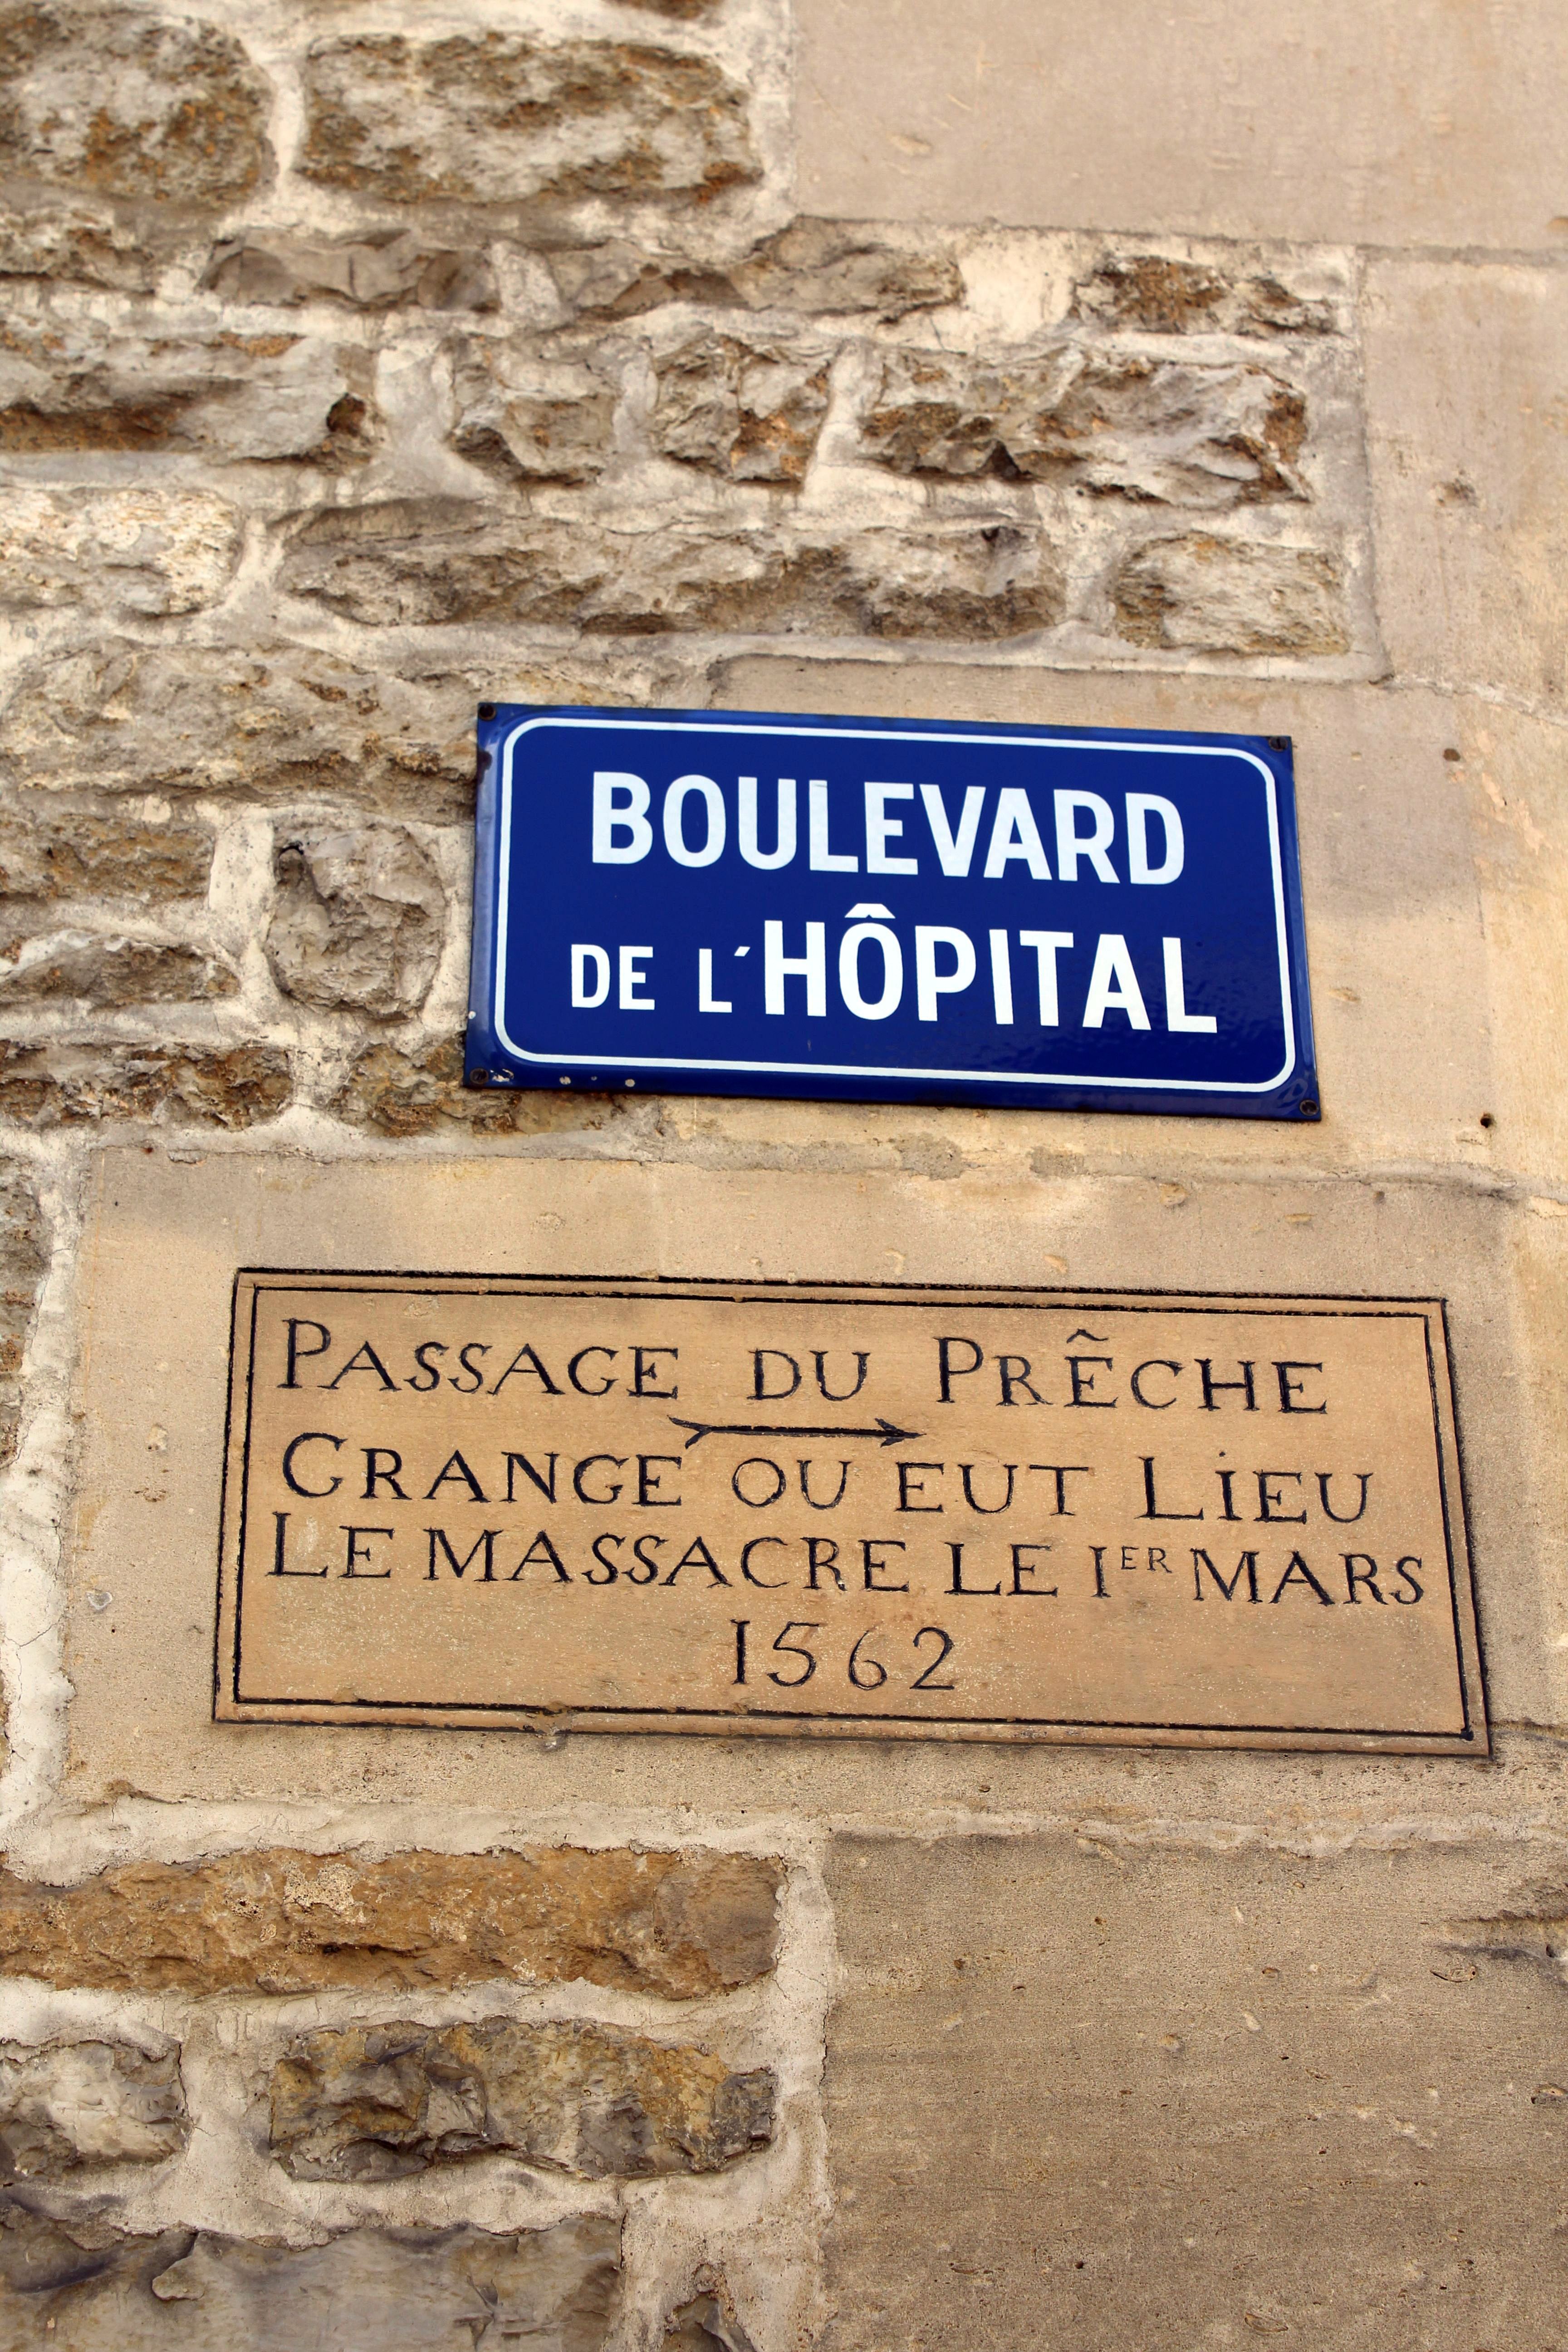 BOULEVARD
DE L'HÔPITAL
PASSAGE DU PRÊCHE
GRANGE OU EUT LIEU
LE MASSACRE LE 1ER MARS
1562